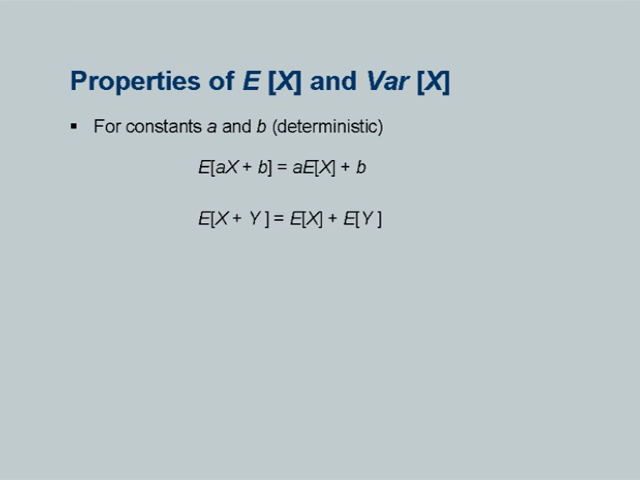 Properties of E [X] and Var [X]
▪ For constants a and b (deterministic)
E[aX + b] = aE[X] + b
E[X + Y ] = E[X] + E[Y ]